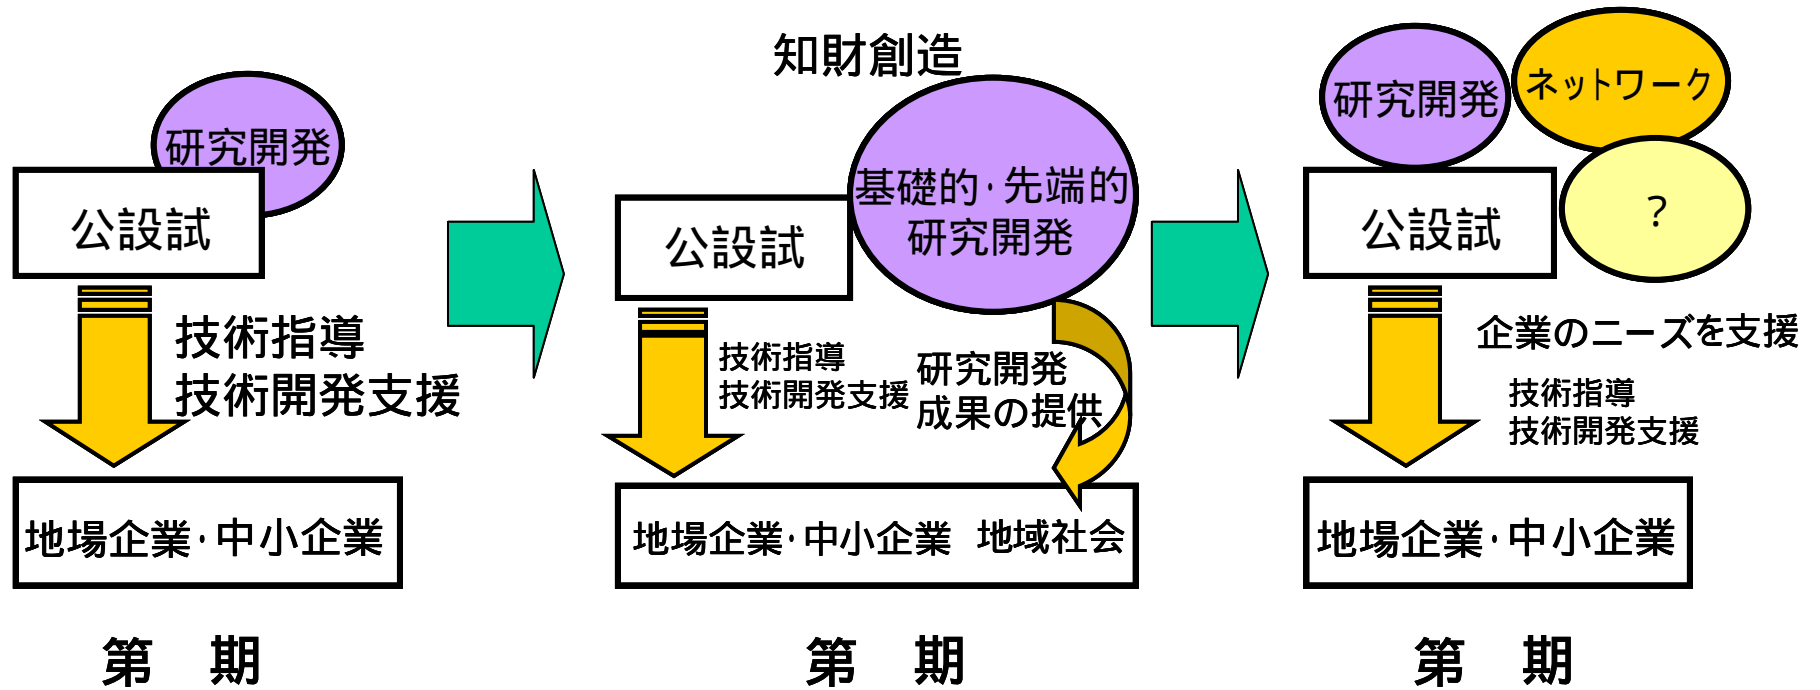 研究開発
公設試
技術指導
技術開発支援
地場企業・中小企業
第　期
知財創造
基礎的・先端的
研究開発
公設試
技術指導
技術開発支援
研究開発
成果の提供
地場企業・中小企業　地域社会
第　期
研究開発
ネットワーク
？
公設試
企業のニーズを支援
技術指導
技術開発支援
地場企業・中小企業
第　期